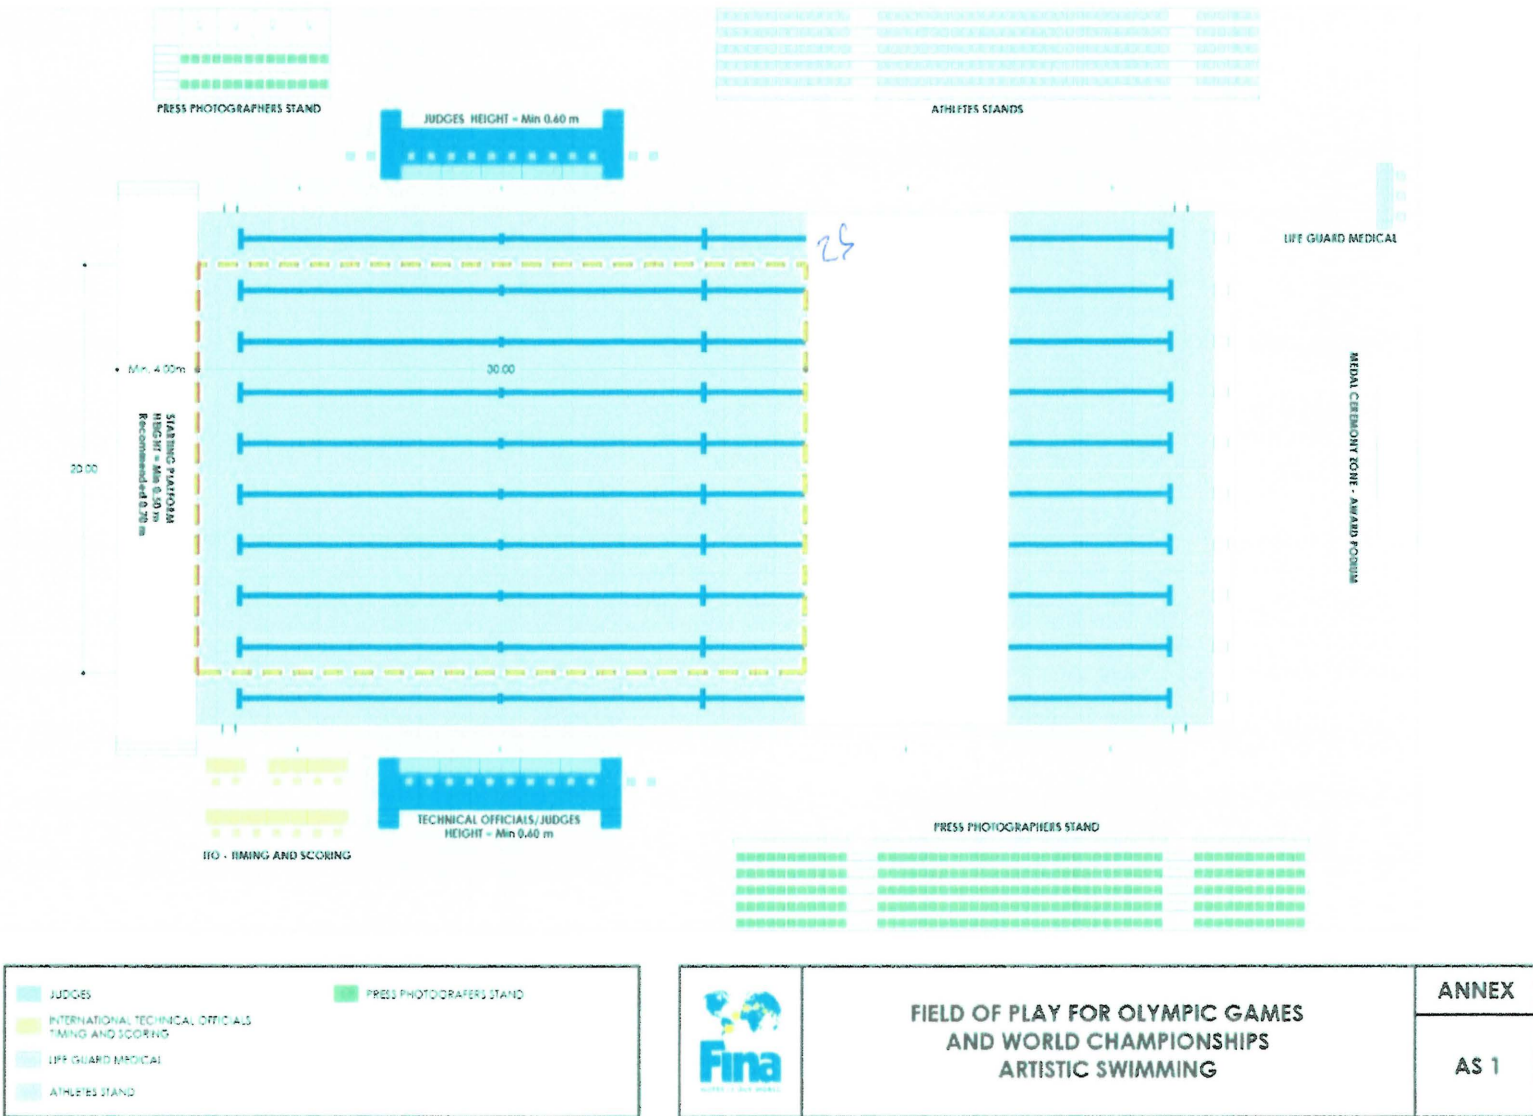 PRESS PHOTOGRAPHERS STAND
JUDGES HEIGHT - Min 0.60 m
ATHLETES STANDS
LIFE GUARD MEDICAL
25
Min. 4.00m
30.00
20.00
STARTING PLATFORM
HEIGHT - Min 0.50 m
Recommended 0.70 m
MEDAL CEREMONY ZONE - AWARD PODIUM
TECHNICAL OFFICIALS/JUDGES
HEIGHT - Min 0.60 m
ITO - TIMING AND SCORING
PRESS PHOTOGRAPHERS STAND
JUDGES
INTERNATIONAL TECHNICAL OFFICIALS
TIMING AND SCORING
LIFE GUARD MEDICAL
ATHLETES STAND
PRESS PHOTOGRAFERS STAND
Fina
FIELD OF PLAY FOR OLYMPIC GAMES
AND WORLD CHAMPIONSHIPS
ARTISTIC SWIMMING
ANNEX
AS 1